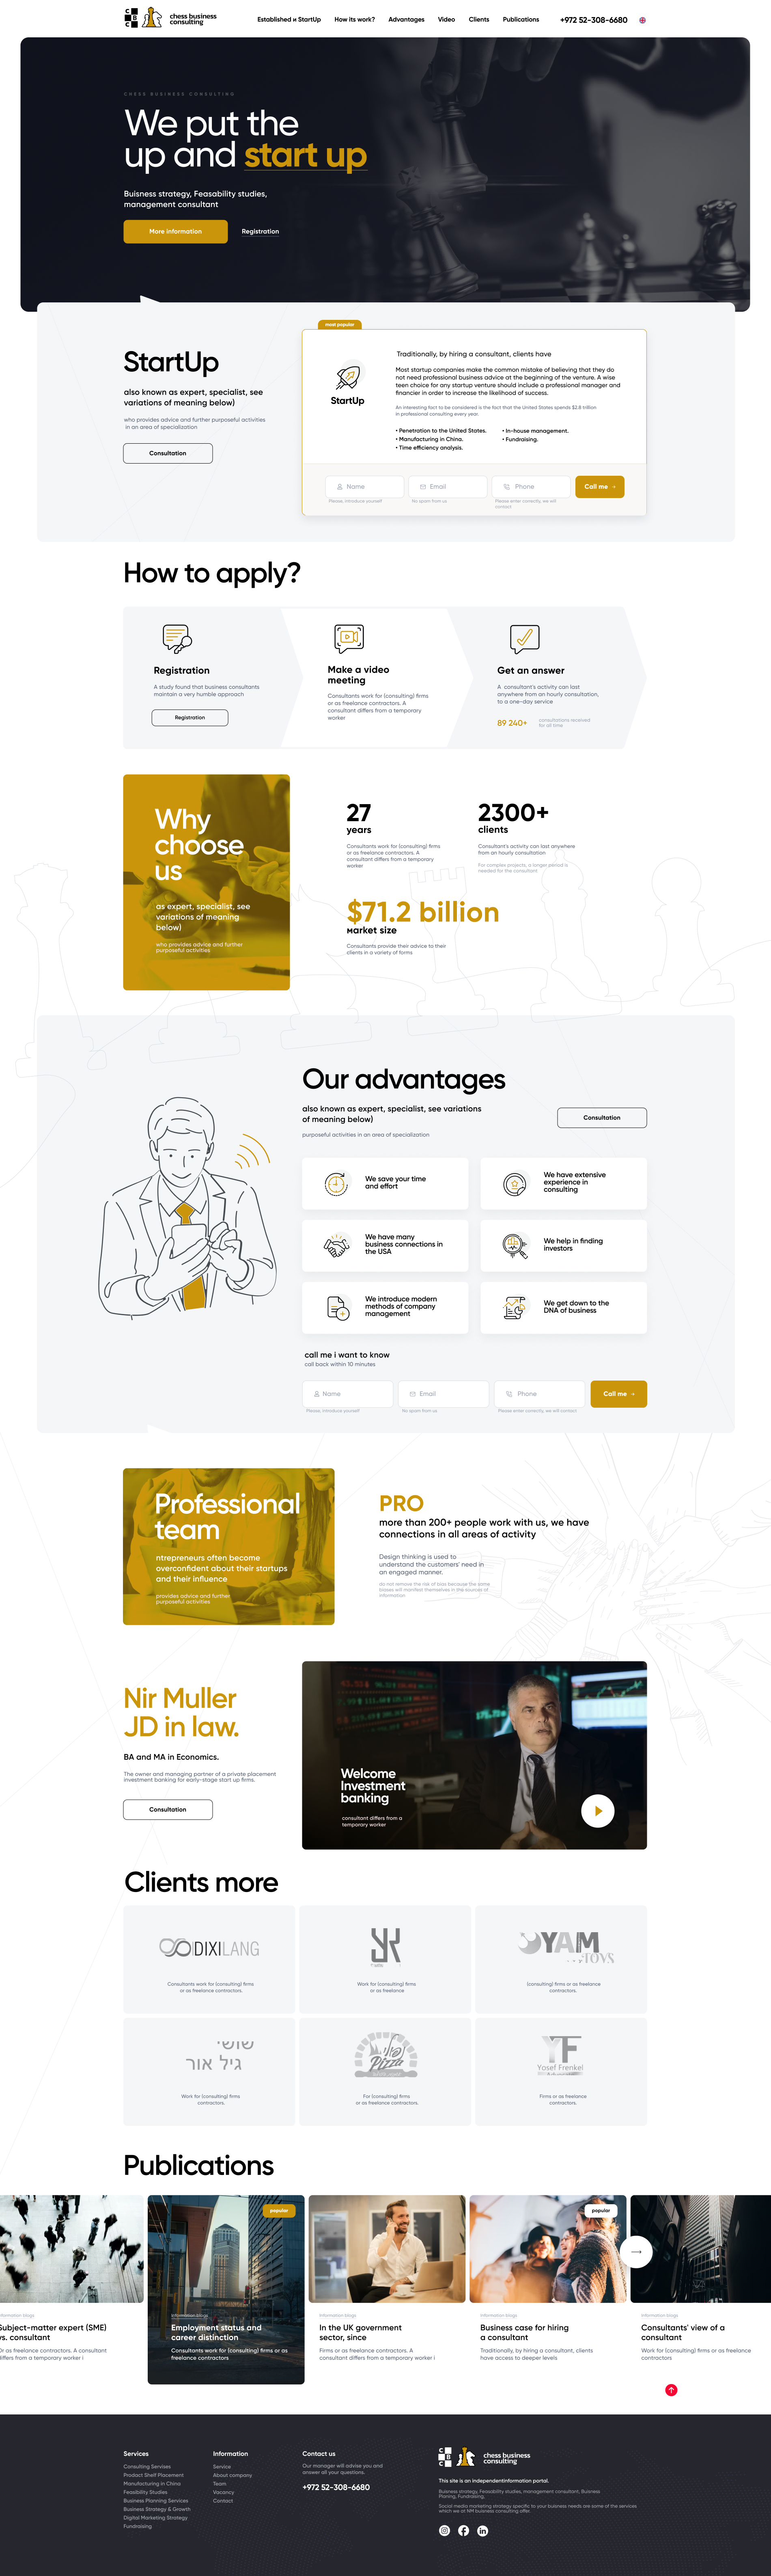 C
B
C
chess business
consulting
Established и StartUp
How its work?
Advantages
Video
Clients
Publications
+972 52-308-6680
CHESS BUSINESS CONSULTING
We put the
up and start up
Buisness strategy, Feasability studies,
management consultant
More information
Registration
StartUp
also known as expert, specialist, see
variations of meaning below)
who provides advice and further purposeful activities
in an area of specialization
Consultation
most popular
StartUp
Traditionally, by hiring a consultant, clients have
Most startup companies make the common mistake of believing that they do
not need professional business advice at the beginning of the venture. A wise
teen choice for any startup venture should include a professional manager and
financier in order to increase the likelihood of success.
An interesting fact to be considered is the fact that the United States spends $2.8 trillion
in professional consulting every year.
• Penetration to the United States.
• Manufacturing in China.
• Time efficiency analysis.
• In-house management.
• Fundraising.
Name
Email
Phone
Call me
Please, introduce yourself
No spam from us
Please enter correctly, we will
contact
How to apply?
Registration
A study found that business consultants
maintain a very humble approach
Registration
Make a video
meeting
Consultants work for (consulting) firms
or as freelance contractors. A
consultant differs from a temporary
worker
Get an answer
A consultant's activity can last
anywhere from an hourly consultation,
to a one-day service
89 240+
consultations received
for all time
Why
choose
us
as expert, specialist, see
variations of meaning
below)
who provides advice and further
purposeful activities
27
years
Consultants work for (consulting) firms
or as freelance contractors. A
consultant differs from a temporary
worker
2300+
clients
Consultant's activity can last anywhere
from an hourly consultation
For complex projects, a longer period is
needed for the consultant
$71.2 billion
мarket size
Consultants provide their advice to their
clients in a variety of forms
Our advantages
also known as expert, specialist, see variations
of meaning below)
purposeful activities in an area of specialization
Consultation
We save your time
and effort
We have extensive
experience in
consulting
We have many
business connections in
the USA
We help in finding
investors
We introduce modern
methods of company
management
We get down to the
DNA of business
call me i want to know
call back within 10 minutes
Name
Email
Phone
Call me
Please, introduce yourself
No spam from us
Please enter correctly, we will contact
Professional
team
ntrepreneurs often become
overconfident about their startups
and their influence
provides advice and further
purposeful activities
PRO
more than 200+ people work with us, we have
connections in all areas of activity
Design thinking is used to
understand the customers' need in
an engaged manner.
do not remove the risk of bias because the same
biases will manifest themselves in the sources of
information
Nir Muller
JD in law.
BA and MA in Economics.
The owner and managing partner of a private placement
investment banking for early-stage start up firms.
Consultation
Welcome
Investment
banking
consultant differs from a
temporary worker
Clients more
DIXILANG
Consultants work for (consulting) firms
or as freelance contractors.
Work for (consulting) firms
or as freelance
YAM
TOYS
(consulting) firms or as freelance
contractors.
שושי
גיל אור
Work for (consulting) firms
contractors.
Pizza
For (consulting) firms
or as freelance contractors.
YF
Yosef Frenkel
Firms or as freelance
contractors.
Publications
popular
popular
information blogs
Subject-matter expert (SME)
vs. consultant
Or as freelance contractors. A consultant
differs from a temporary worker i
information blogs
Employment status and
career distinction
Consultants work for (consulting) firms or as
freelance contractors
information blogs
In the UK government
sector, since
Firms or as freelance contractors. A
consultant differs from a temporary worker i
information blogs
Business case for hiring
a consultant
Traditionally, by hiring a consultant, clients
have access to deeper levels
information blogs
Consultants' view of a
consultant
Work for (consulting) firms or as freelance
contractors
Services
Consulting Servises
Product Shelf Placement
Manufacturing in China
Feasibility Studies
Business Planning Services
Business Strategy & Growth
Digital Marketing Strategy
Fundraising
Information
Service
About company
Team
Vacancy
Contact
Contact us
Our manager will advise you and
answer all your questions.
+972 52-308-6680
C
B
C
chess business
consulting
This site is an independentinformation portal.
Business strategy, Feasibility studies, management consultant, Business
Planing, Fundraising,
Social media marketing strategy specific to your buisness needs are some of the services
which we at NM business consulting offer.